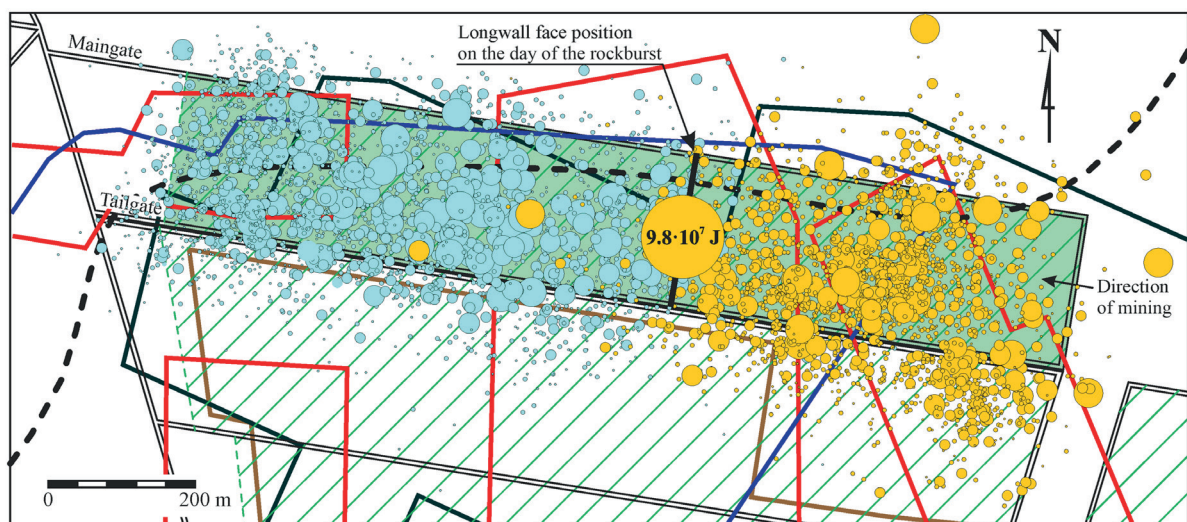 Longwall face position
on the day of the rockburst
N
Maingate
Tailgate
9.8·10⁷ J
Direction
of mining
0
200 m